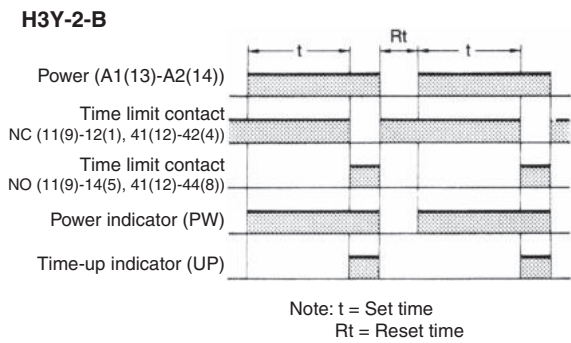 H3Y-2-B
Rt
t
t
Power (A1(13)-A2(14))
Time limit contact
NC (11(9)-12(1), 41(12)-42(4))
Time limit contact
NO (11(9)-14(5), 41(12)-44(8))
Power indicator (PW)
Time-up indicator (UP)
Note: t = Set time
Rt = Reset time